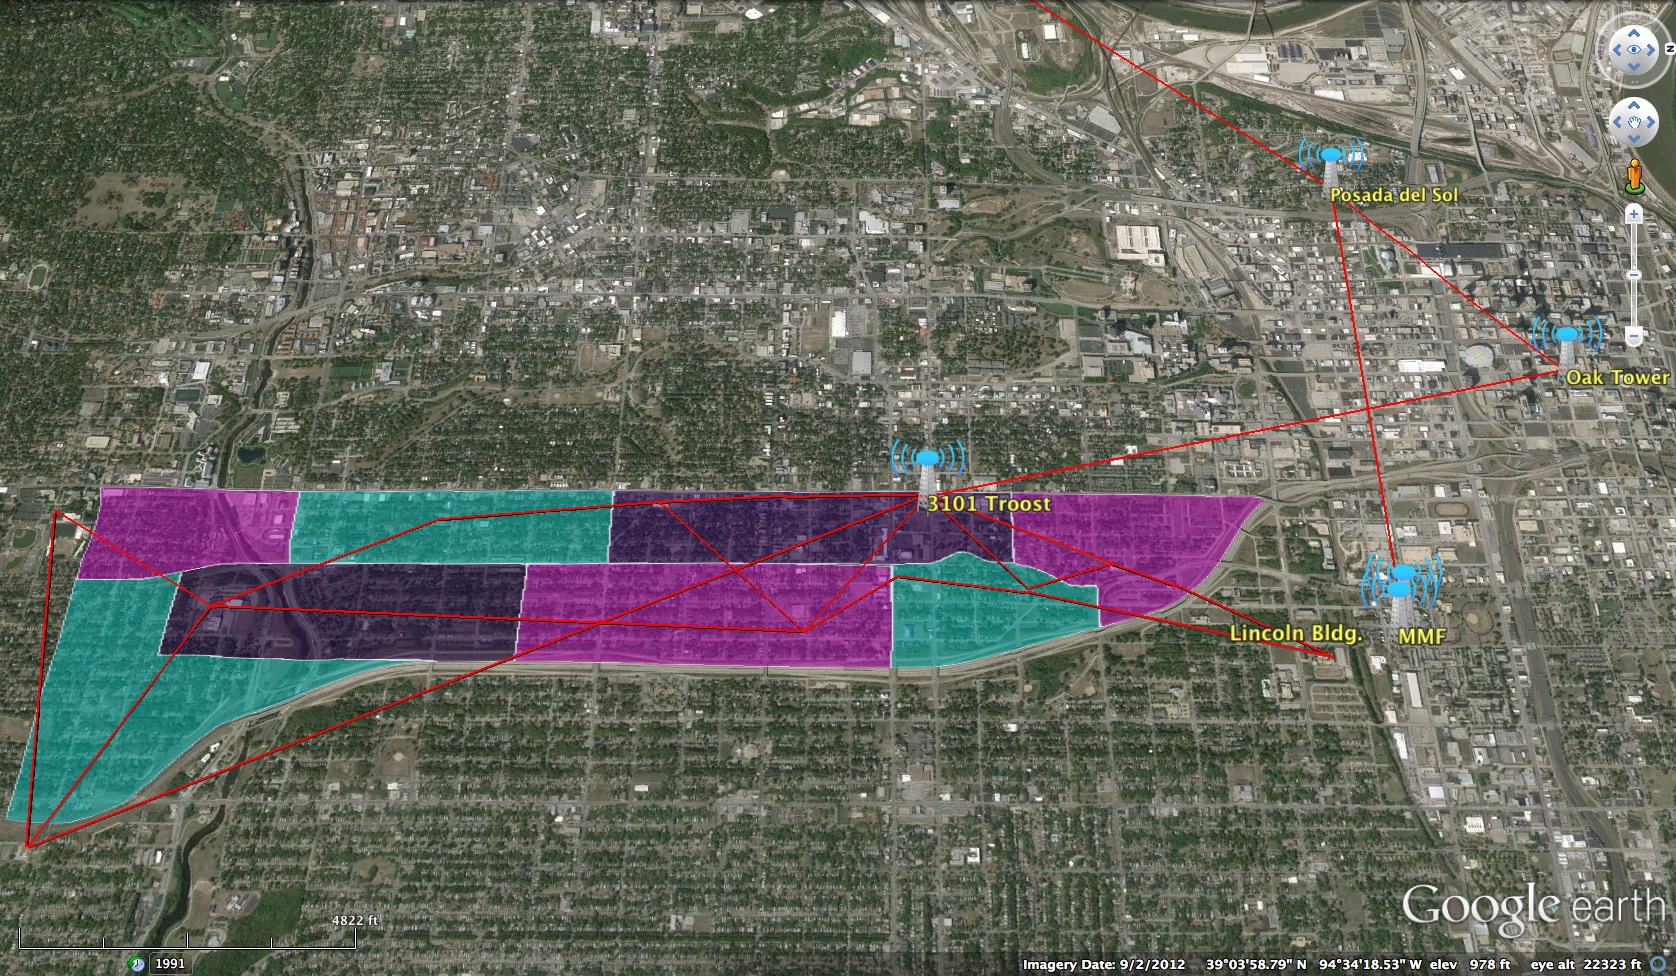 N
Posada del Sol
Oak Tower
3101 Troost
Lincoln Bldg.
MMF
Google earth
4822 ft
1991
Imagery Date: 9/2/2012 39°03'58.79" N 94°34'18.53" W elev 978 ft eye alt 22323 ft